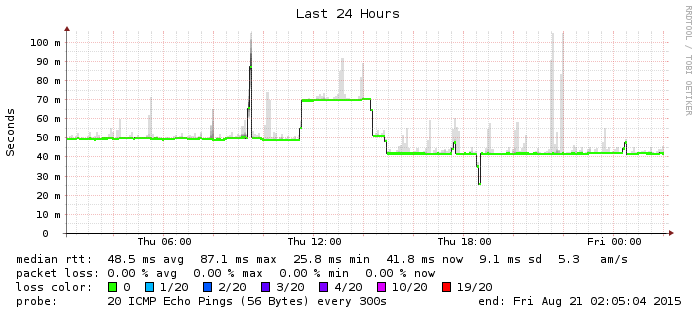 Last 24 Hours
RRDTOOL / TOBI OETIKER
Seconds
100 m
90 m
80 m
70 m
60 m
50 m
40 m
30 m
20 m
10 m
0
Thu 06:00 Thu 12:00 Thu 18:00 Fri 00:00
median rtt: 48.5 ms avg 87.1 ms max 25.8 ms min 41.8 ms now 9.1 ms sd 5.3 am/s
packet loss: 0.00 % avg 0.00 % max 0.00 % min 0.00 % now
loss color: 0 1/20 2/20 3/20 4/20 10/20 19/20
probe: 20 ICMP Echo Pings (56 Bytes) every 300s end: Fri Aug 21 02:05:04 2015